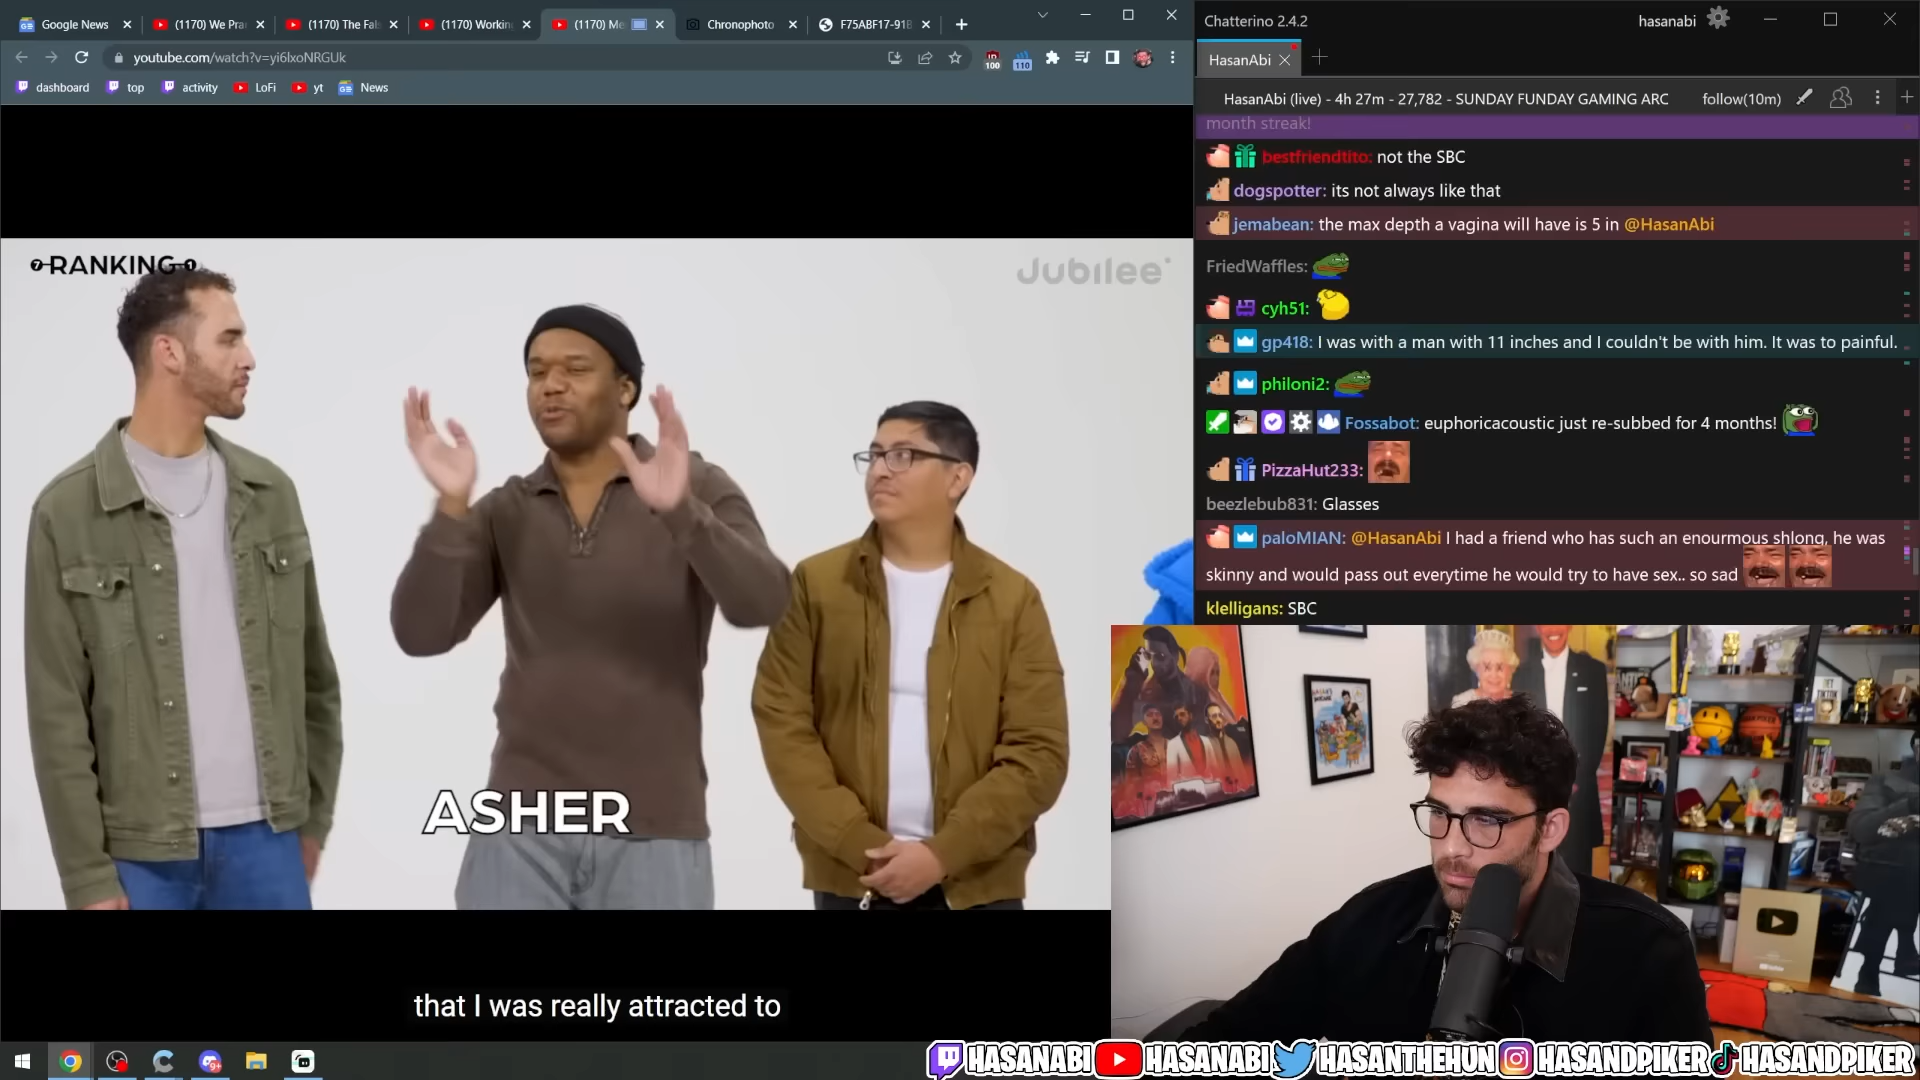 Google News
(1170) We Pra
(1170) The Fal
(1170) Working
(1170) Me
Chronophoto
F75ABF17-91B
youtube.com/watch?v=yi6lxoNRGUk
100
110
dashboard
top
activity
LoFi
yt
News
7 RANKING 1
Jubilee
ASHER
that I was really attracted to
Chatterino 2.4.2
hasanabi
HasanAbi
HasanAbi (live) - 4h 27m - 27,782 - SUNDAY FUNDAY GAMING ARC
follow(10m)
month streak!
bestfriendtito: not the SBC
dogspotter: its not always like that
jemabean: the max depth a vagina will have is 5 in @HasanAbi
FriedWaffles:
cyh51:
gp418: I was with a man with 11 inches and I couldn't be with him. It was to painful.
philoni2:
Fossabot: euphoricacoustic just re-subbed for 4 months!
PizzaHut233:
beezlebub831: Glasses
paloMIAN: @HasanAbi I had a friend who has such an enourmous shlong, he was
skinny and would pass out everytime he would try to have sex.. so sad
klelligans: SBC
HASANABI HASANABI HASANTHEHUN HASANDPIKER HASANDPIKER